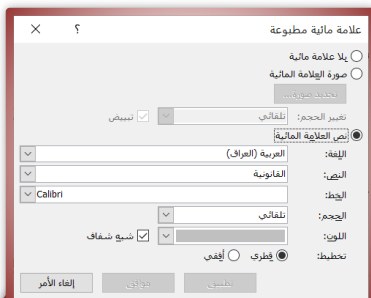 علامة مائية مطبوعة ؟ ×
بلا علامة مائية
صورة العلامة المائية
تحديد صورة...
تغيير الحجم: تلقائي تبييض
نص العلامة المائية
اللغة: العربية (العراق)
النص: القانونية
الخط: Calibri
الحجم: تلقائي
اللون: شبه شفاف
تخطيط: قطري أفقي
تطبيق موافق إلغاء الأمر